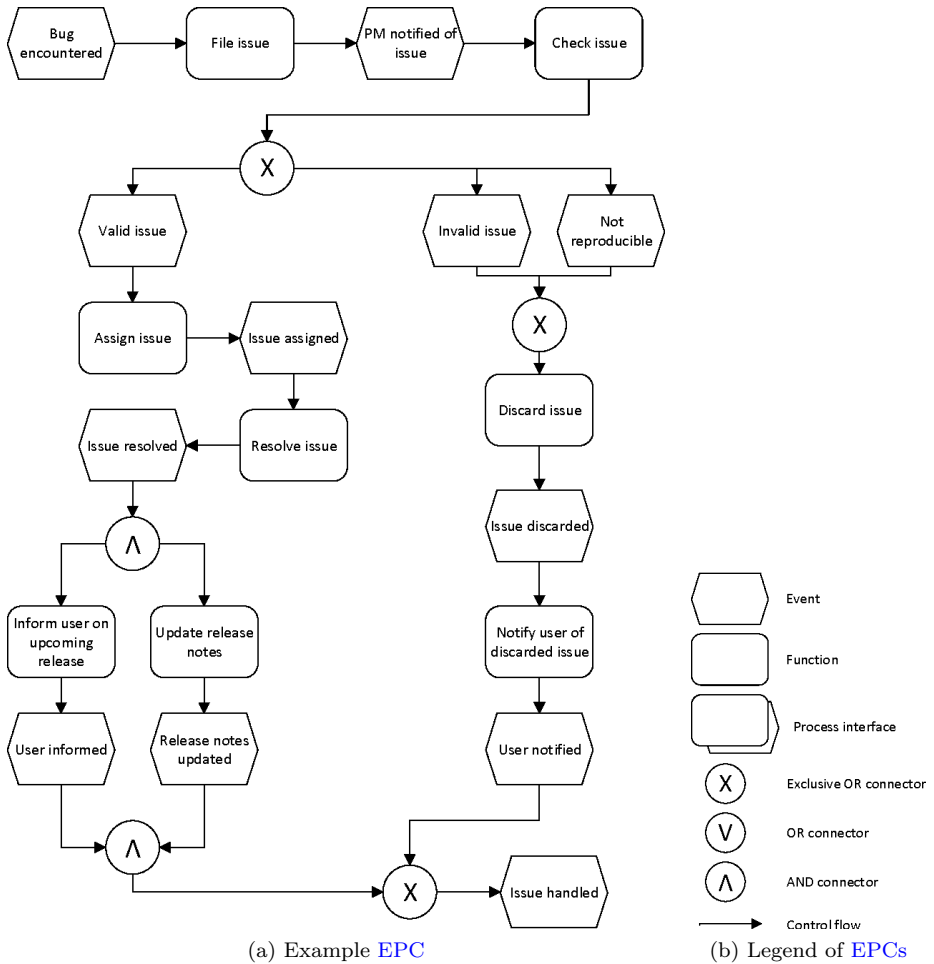 Bug
encountered
File issue
PM notified of
issue
Check issue
X
Valid issue
Invalid issue
Not
reproducible
Assign issue
Issue assigned
X
Discard issue
Issue resolved
Resolve issue
Issue discarded
Λ
Inform user on
upcoming
release
Update release
notes
Notify user of
discarded issue
User informed
Release notes
updated
User notified
Λ
X
Issue handled
Event
Function
Process interface
X
Exclusive OR connector
V
OR connector
Λ
AND connector
Control flow
(a) Example EPC
(b) Legend of EPCs